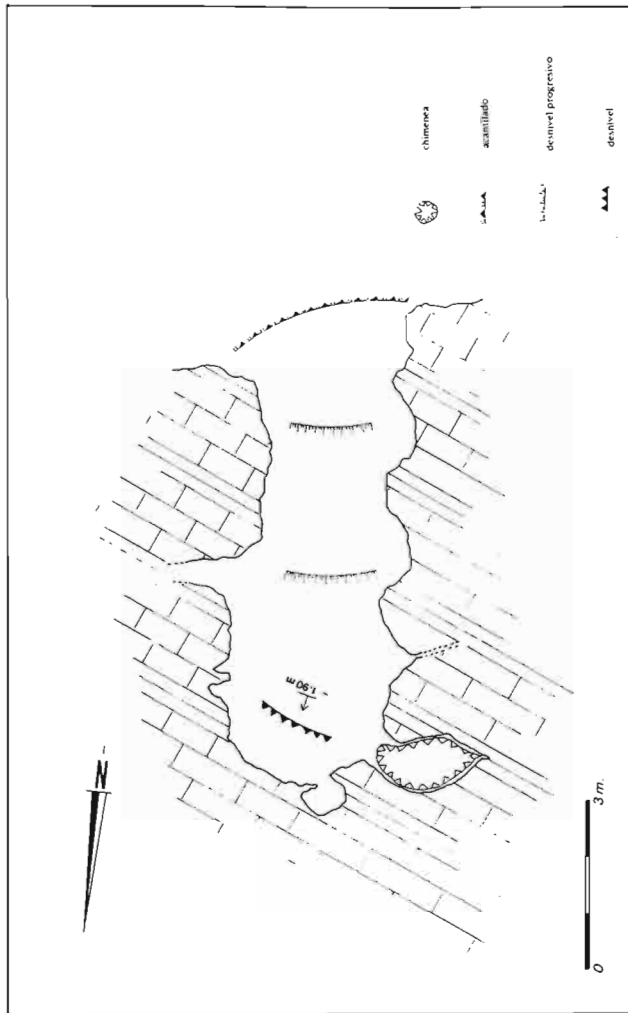 chimenea
acantilado
desnivel progresivo
desnivel
N
-1.90 m
0 3 m.